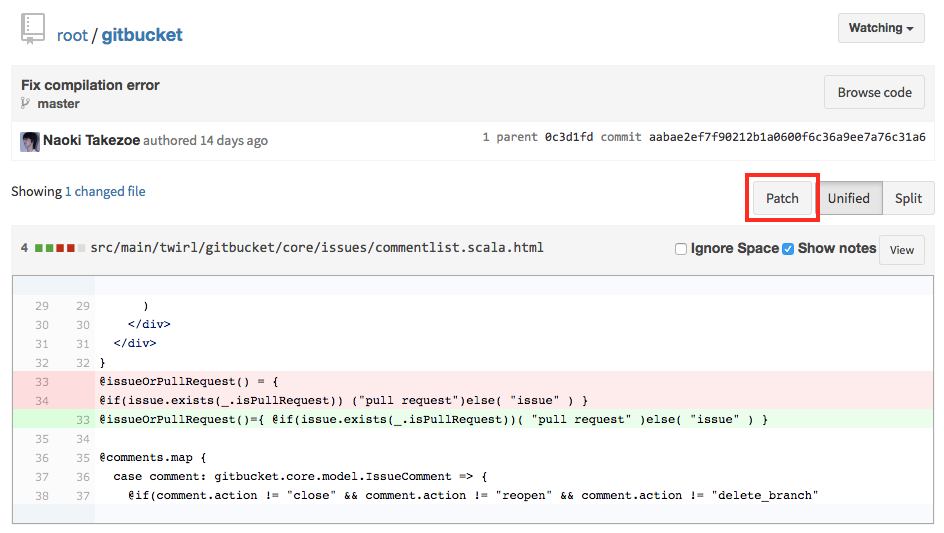 root / gitbucket
Watching
Fix compilation error
master
Browse code
Naoki Takezoe authored 14 days ago
1 parent 0c3d1fd commit aabae2ef7f90212b1a0600f6c36a9ee7a76c31a6
Showing 1 changed file
Patch
Unified
Split
4 src/main/twirl/gitbucket/core/issues/commentlist.scala.html
Ignore Space
Show notes
View
29 29 )
30 30 </div>
31 31 </div>
32 32 }
33 @issueOrPullRequest() = {
34 @if(issue.exists(_.isPullRequest)) ("pull request")else( "issue" ) }
33 @issueOrPullRequest()={ @if(issue.exists(_.isPullRequest))( "pull request" )else( "issue" ) }
35 34
36 35 @comments.map {
37 36 case comment: gitbucket.core.model.IssueComment => {
38 37 @if(comment.action != "close" && comment.action != "reopen" && comment.action != "delete_branch"